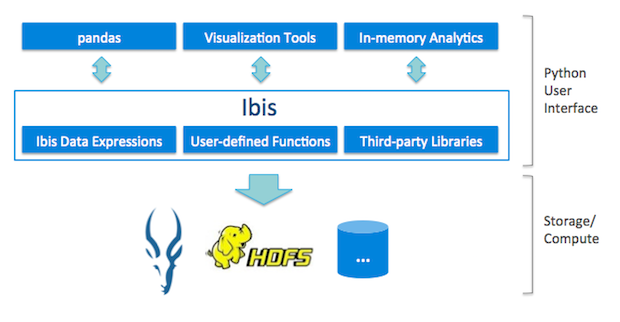 pandas
Visualization Tools
In-memory Analytics
Python
User
Interface
Ibis
Ibis Data Expressions
User-defined Functions
Third-party Libraries
Storage/
Compute
HDFS
...